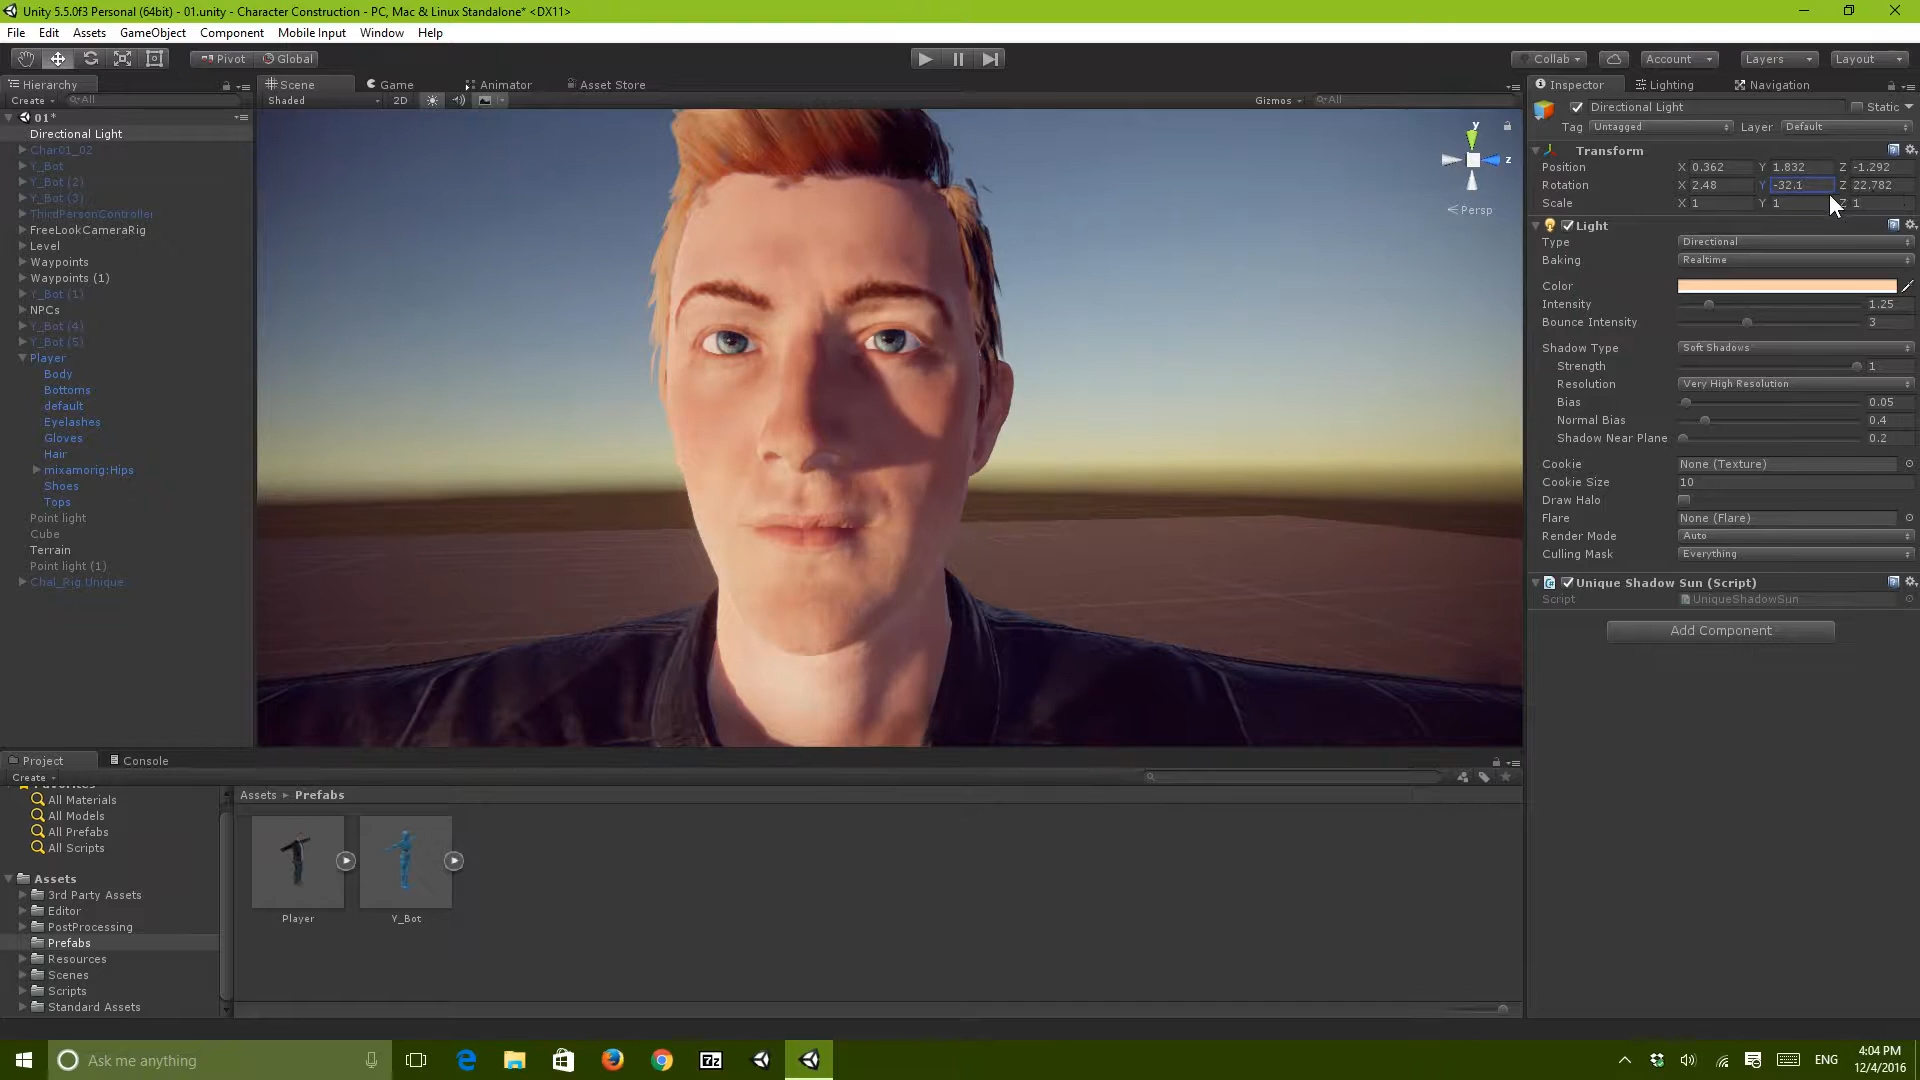 Unity 5.5.0f3 Personal (64bit) - 01.unity - Character Construction - PC, Mac & Linux Standalone* <DX11>
File Edit Assets GameObject Component Mobile Input Window Help
Pivot Global Collab Account Layers Layout
Hierarchy
Create All
01*
Directional Light
Char01_02
Y_Bot
Y_Bot (2)
Y_Bot (3)
ThirdPersonController
FreeLookCameraRig
Level
Waypoints
Waypoints (1)
Y_Bot (1)
NPCs
Y_Bot (4)
Y_Bot (5)
Player
Body
Bottoms
default
Eyelashes
Gloves
Hair
mixamorig:Hips
Shoes
Tops
Point light
Cube
Terrain
Point light (1)
Chal_Rig Unique
Scene Game Animator Asset Store
Shaded 2D Gizmos All
y
z
Persp
Inspector Lighting Navigation
Directional Light Static
Tag Untagged Layer Default
Transform
Position X 0.362 Y 1.832 Z -1.292
Rotation X 2.48 Y -32.1 Z 22.782
Scale X 1 Y 1 Z 1
Light
Type Directional
Baking Realtime
Color
Intensity 1.25
Bounce Intensity 3
Shadow Type Soft Shadows
Strength 1
Resolution Very High Resolution
Bias 0.05
Normal Bias 0.4
Shadow Near Plane 0.2
Cookie None (Texture)
Cookie Size 10
Draw Halo
Flare None (Flare)
Render Mode Auto
Culling Mask Everything
Unique Shadow Sun (Script)
Script UniqueShadowSun
Add Component
Project Console
Create
Favorites
All Materials
All Models
All Prefabs
All Scripts
Assets
3rd Party Assets
Editor
PostProcessing
Prefabs
Resources
Scenes
Scripts
Standard Assets
Assets Prefabs
Player Y_Bot
Ask me anything
7z
ENG
4:04 PM
12/4/2016